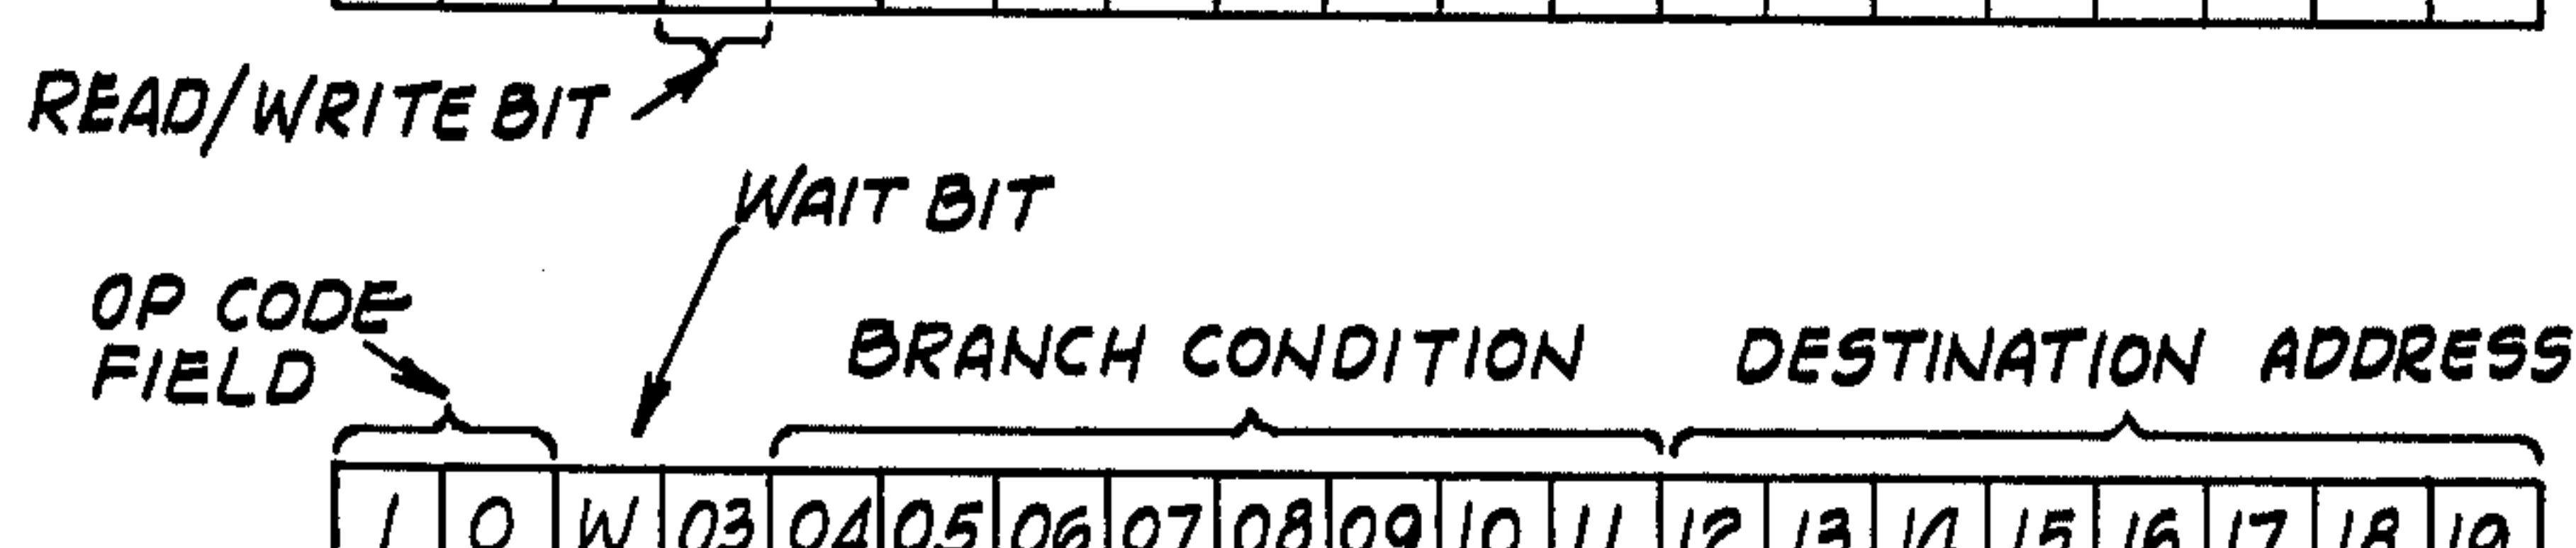 READ/WRITE BIT
WAIT BIT
OP CODE
FIELD
BRANCH CONDITION DESTINATION ADDRESS
1 0 W 03 04 05 06 07 08 09 10 11 12 13 14 15 16 17 18 19